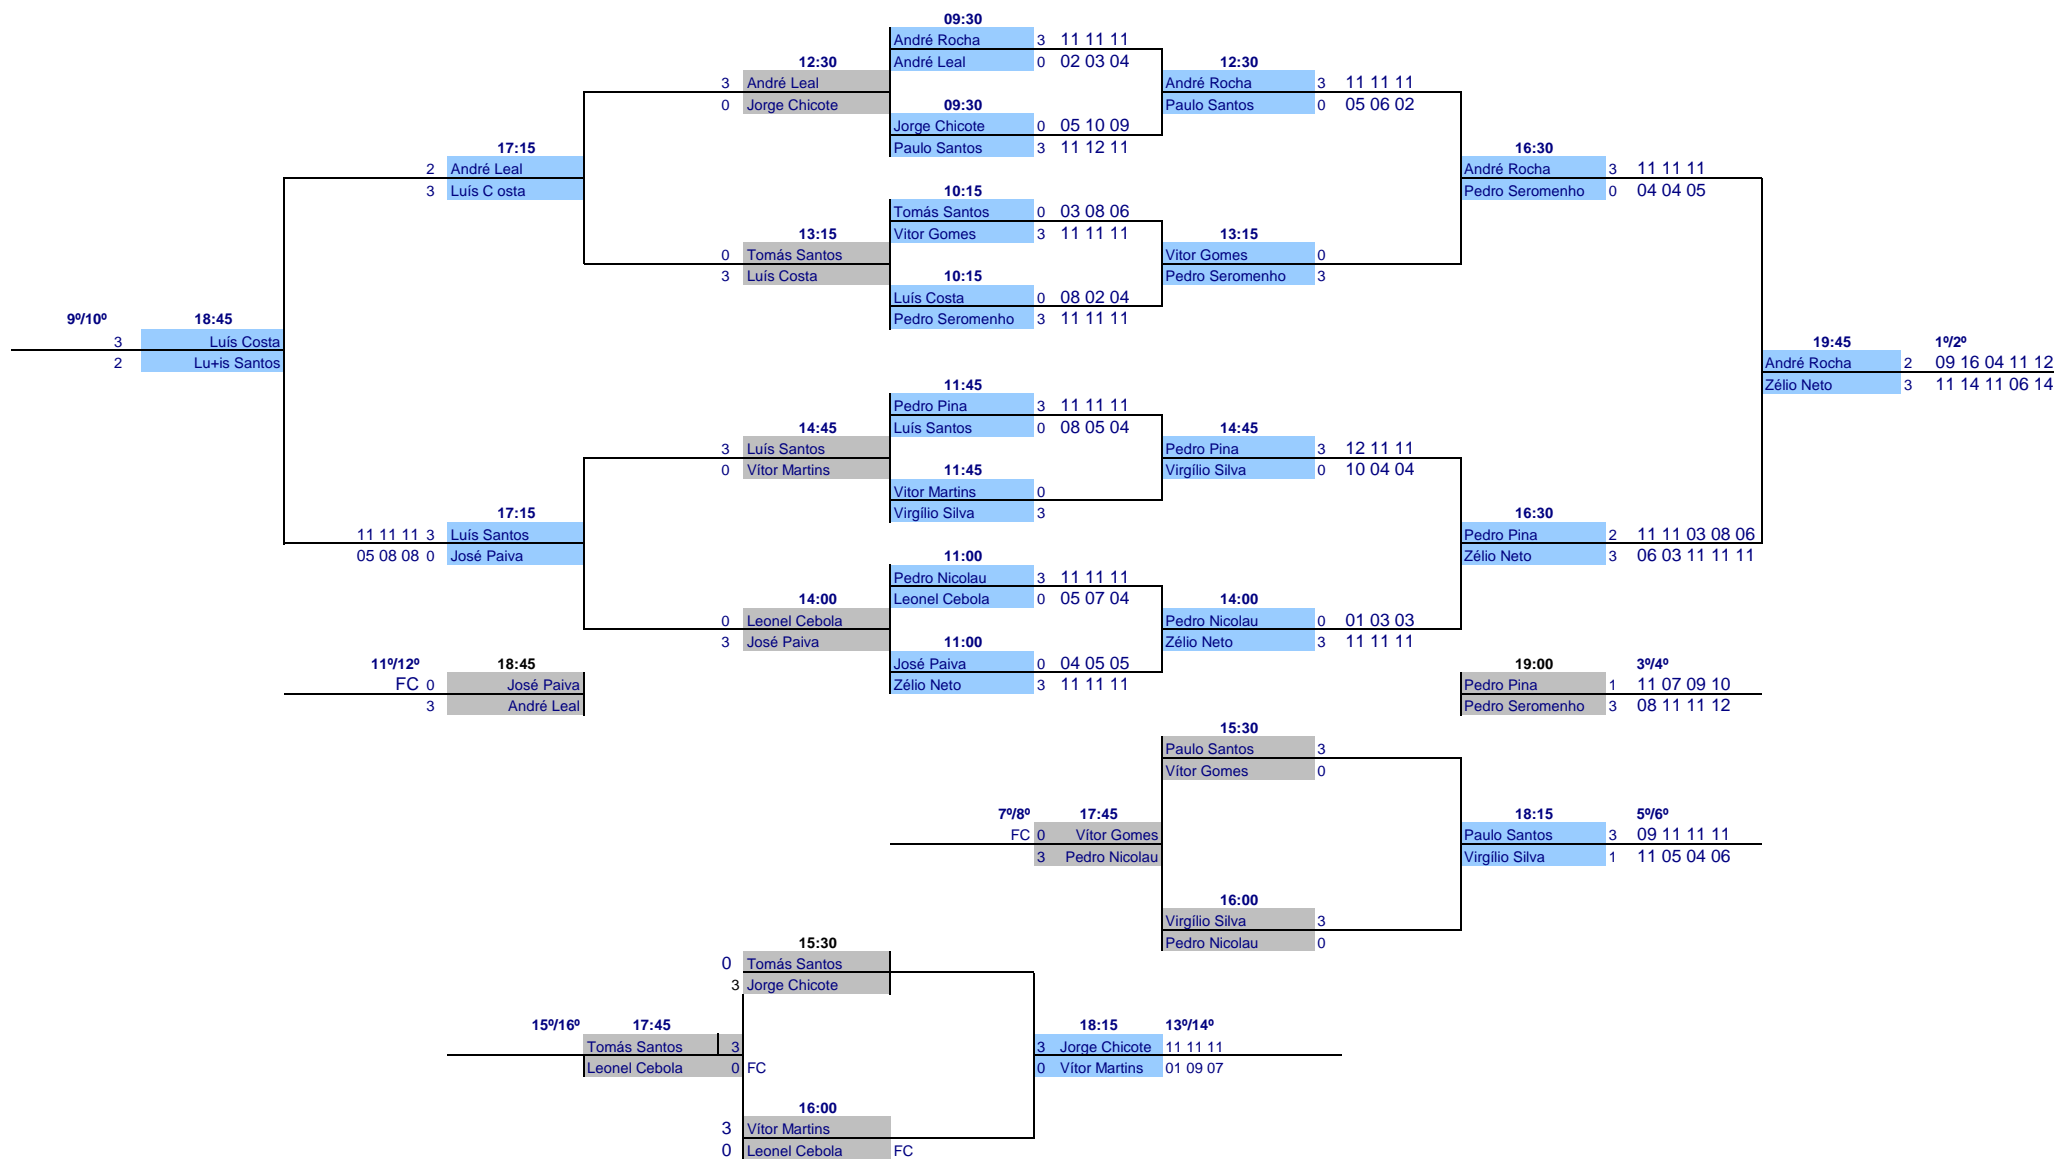 09:30
André Rocha 3 11 11 11
12:30 André Leal 0 02 03 04 12:30
3 André Leal André Rocha 3 11 11 11
0 Jorge Chicote 09:30 Paulo Santos 0 05 06 02
Jorge Chicote 0 05 10 09
17:15 Paulo Santos 3 11 12 11 16:30
2 André Leal André Rocha 3 11 11 11
3 Luís C osta 10:15 Pedro Seromenho 0 04 04 05
Tomás Santos 0 03 08 06
13:15 Vitor Gomes 3 11 11 11 13:15
0 Tomás Santos Vitor Gomes 0
3 Luís Costa 10:15 Pedro Seromenho 3
Luís Costa 0 08 02 04
9º/10º 18:45 Pedro Seromenho 3 11 11 11
3 Luís Costa 19:45 1º/2º
2 Lu+is Santos André Rocha 2 09 16 04 11 12
11:45 Zélio Neto 3 11 14 11 06 14
Pedro Pina 3 11 11 11
14:45 Luís Santos 0 08 05 04 14:45
3 Luís Santos Pedro Pina 3 12 11 11
0 Vítor Martins 11:45 Virgílio Silva 0 10 04 04
Vitor Martins 0
17:15 Virgílio Silva 3 16:30
11 11 11 3 Luís Santos Pedro Pina 2 11 11 03 08 06
05 08 08 0 José Paiva 11:00 Zélio Neto 3 06 03 11 11 11
Pedro Nicolau 3 11 11 11
14:00 Leonel Cebola 0 05 07 04 14:00
0 Leonel Cebola Pedro Nicolau 0 01 03 03
3 José Paiva 11:00 Zélio Neto 3 11 11 11
11º/12º 18:45 José Paiva 0 04 05 05 19:00 3º/4º
FC 0 José Paiva Zélio Neto 3 11 11 11 Pedro Pina 1 11 07 09 10
3 André Leal Pedro Seromenho 3 08 11 11 12
15:30
Paulo Santos 3
Vítor Gomes 0
7º/8º 17:45 18:15 5º/6º
FC 0 Vítor Gomes Paulo Santos 3 09 11 11 11
3 Pedro Nicolau Virgílio Silva 1 11 05 04 06
16:00
Virgílio Silva 3
15:30 Pedro Nicolau 0
0 Tomás Santos
3 Jorge Chicote
15º/16º 17:45 18:15 13º/14º
Tomás Santos 3 3 Jorge Chicote 11 11 11
Leonel Cebola 0 FC 0 Vítor Martins 01 09 07
16:00
3 Vítor Martins
0 Leonel Cebola FC